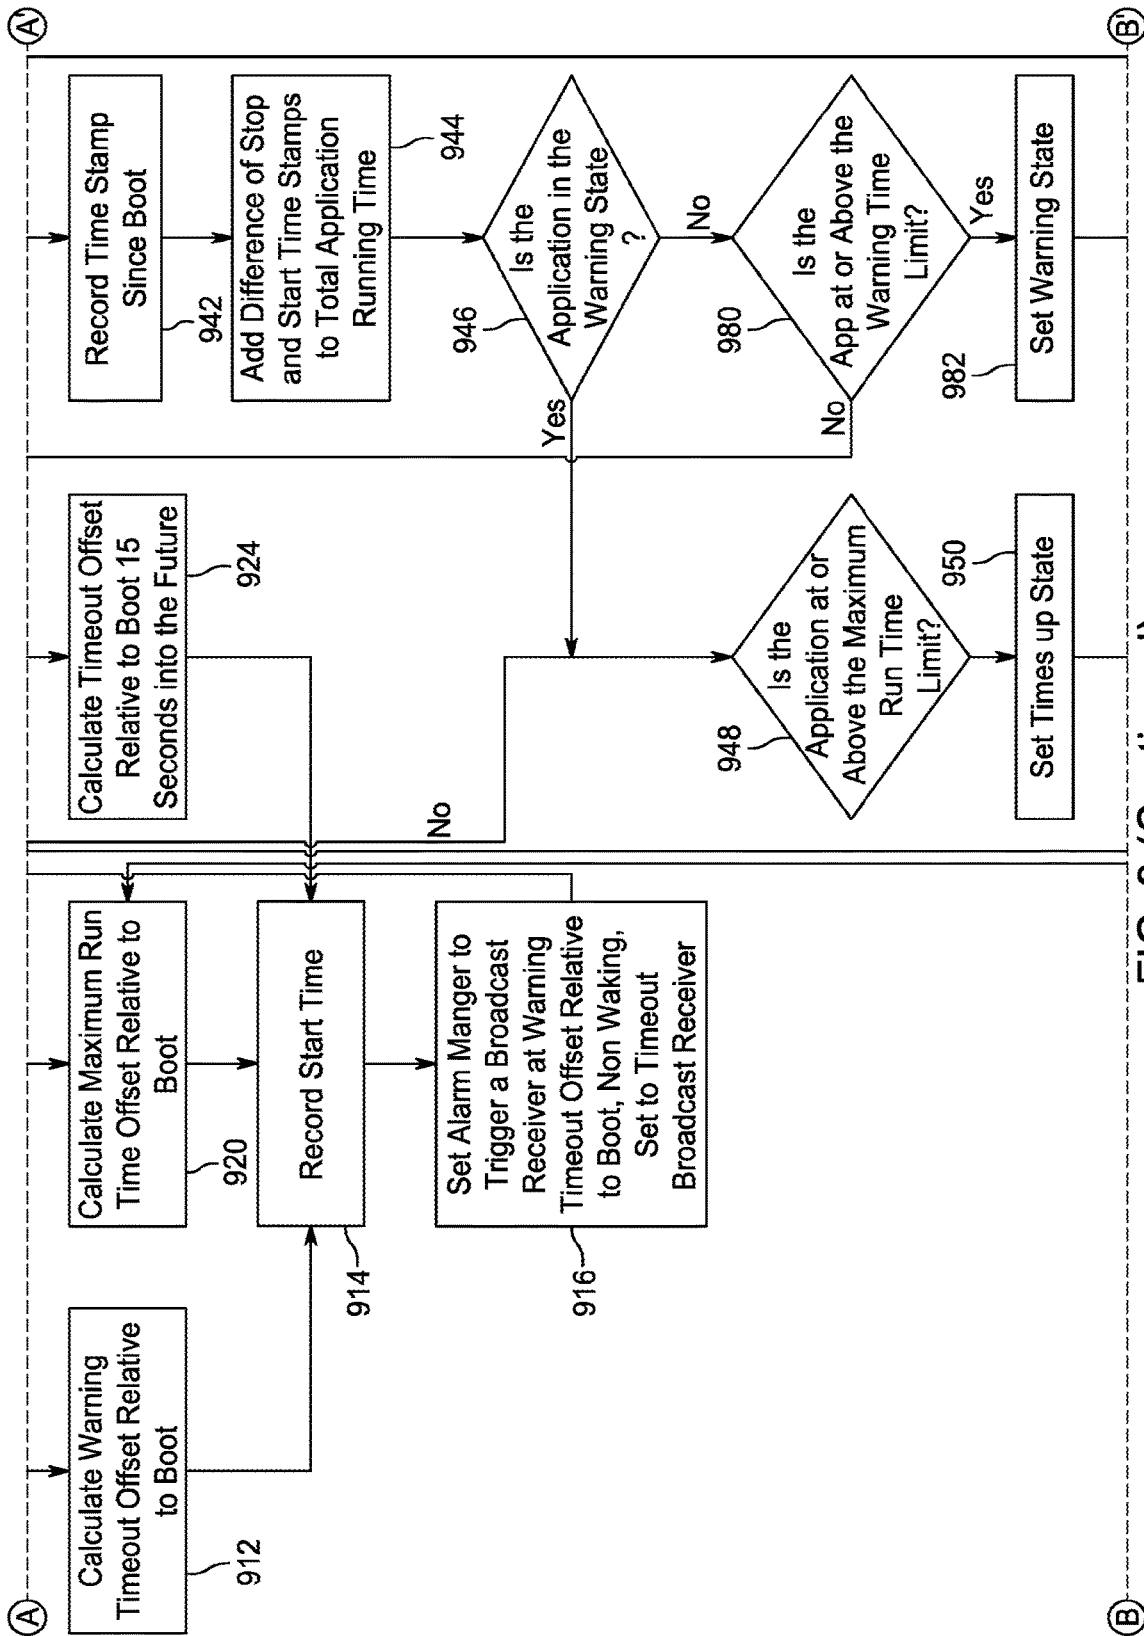 A
A'
Calculate Warning
Timeout Offset Relative
to Boot
912
Calculate Maximum Run
Time Offset Relative to
Boot
920
Calculate Timeout Offset
Relative to Boot 15
Seconds into the Future
924
Record Time Stamp
Since Boot
942
Record Start Time
914
Add Difference of Stop
and Start Time Stamps
to Total Application
Running Time
944
No
Set Alarm Manger to
Trigger a Broadcast
Receiver at Warning
Timeout Offset Relative
to Boot, Non Waking,
Set to Timeout
Broadcast Receiver
916
Is the
Application in the
Warning State
?
946
Yes
No
Is the
Application at or
Above the Maximum
Run Time
Limit?
948
Is the
App at or Above the
Warning Time
Limit?
980
No
Yes
Set Times up State
950
Set Warning State
982
B
B'